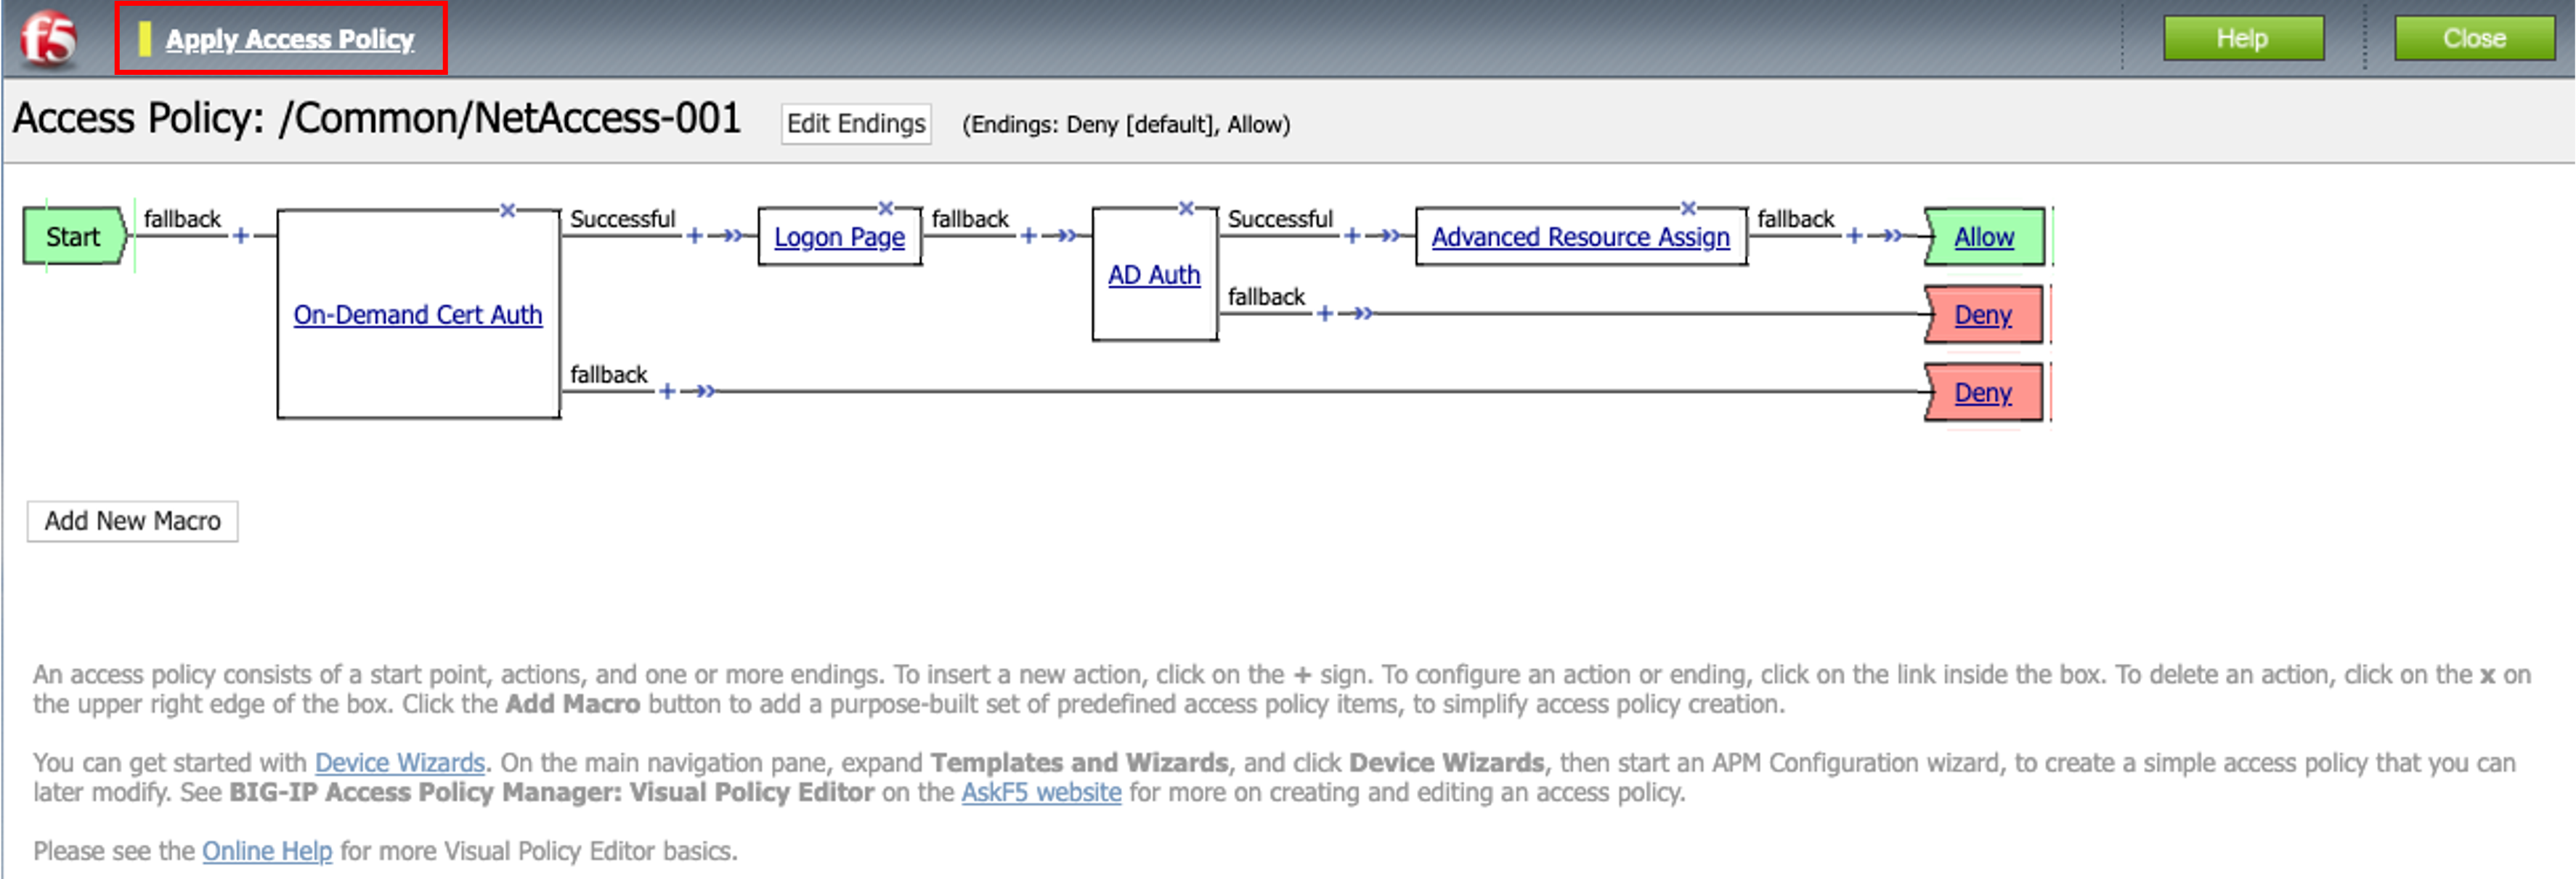 f5 Apply Access Policy Help Close
Access Policy: /Common/NetAccess-001 Edit Endings (Endings: Deny [default], Allow)
Start fallback + Successful + Logon Page fallback + AD Auth Successful + Advanced Resource Assign fallback + Allow
On-Demand Cert Auth
fallback + Deny
fallback + Deny
Add New Macro
An access policy consists of a start point, actions, and one or more endings. To insert a new action, click on the + sign. To configure an action or ending, click on the link inside the box. To delete an action, click on the x on
the upper right edge of the box. Click the Add Macro button to add a purpose-built set of predefined access policy items, to simplify access policy creation.
You can get started with Device Wizards. On the main navigation pane, expand Templates and Wizards, and click Device Wizards, then start an APM Configuration wizard, to create a simple access policy that you can
later modify. See BIG-IP Access Policy Manager: Visual Policy Editor on the AskF5 website for more on creating and editing an access policy.
Please see the Online Help for more Visual Policy Editor basics.